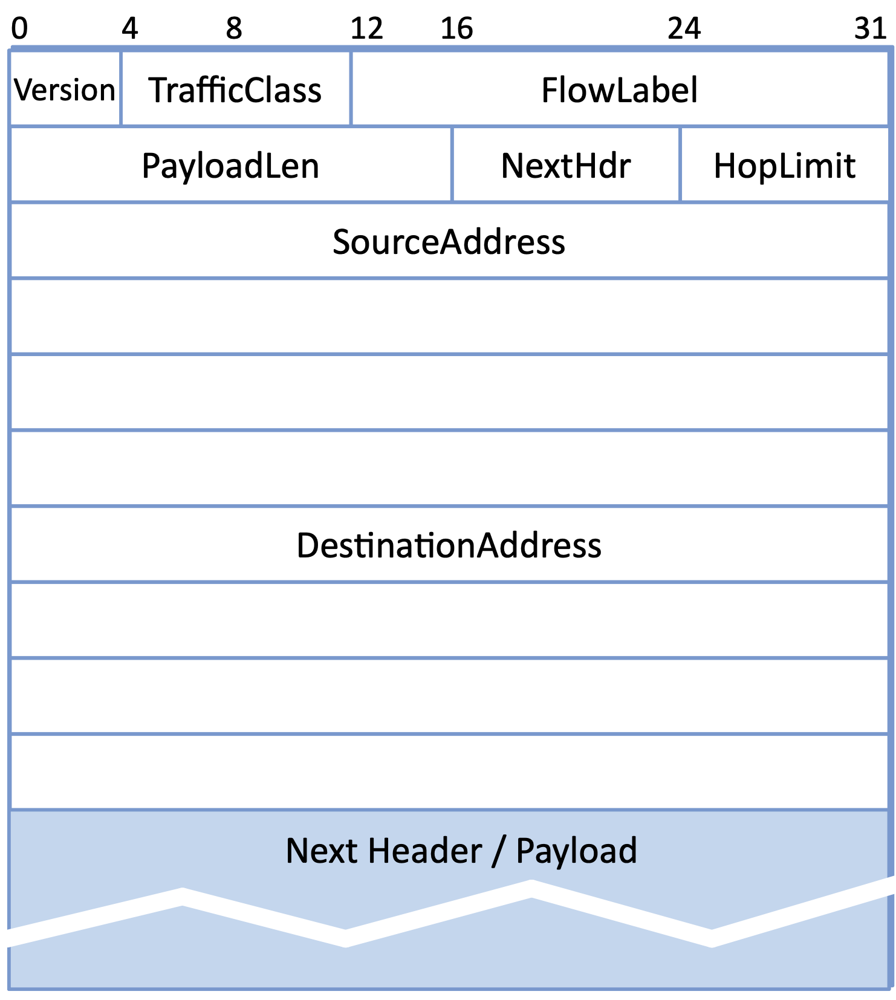 0 4 8 12 16 24 31
Version TrafficClass FlowLabel
PayloadLen NextHdr HopLimit
SourceAddress
DestinationAddress
Next Header / Payload